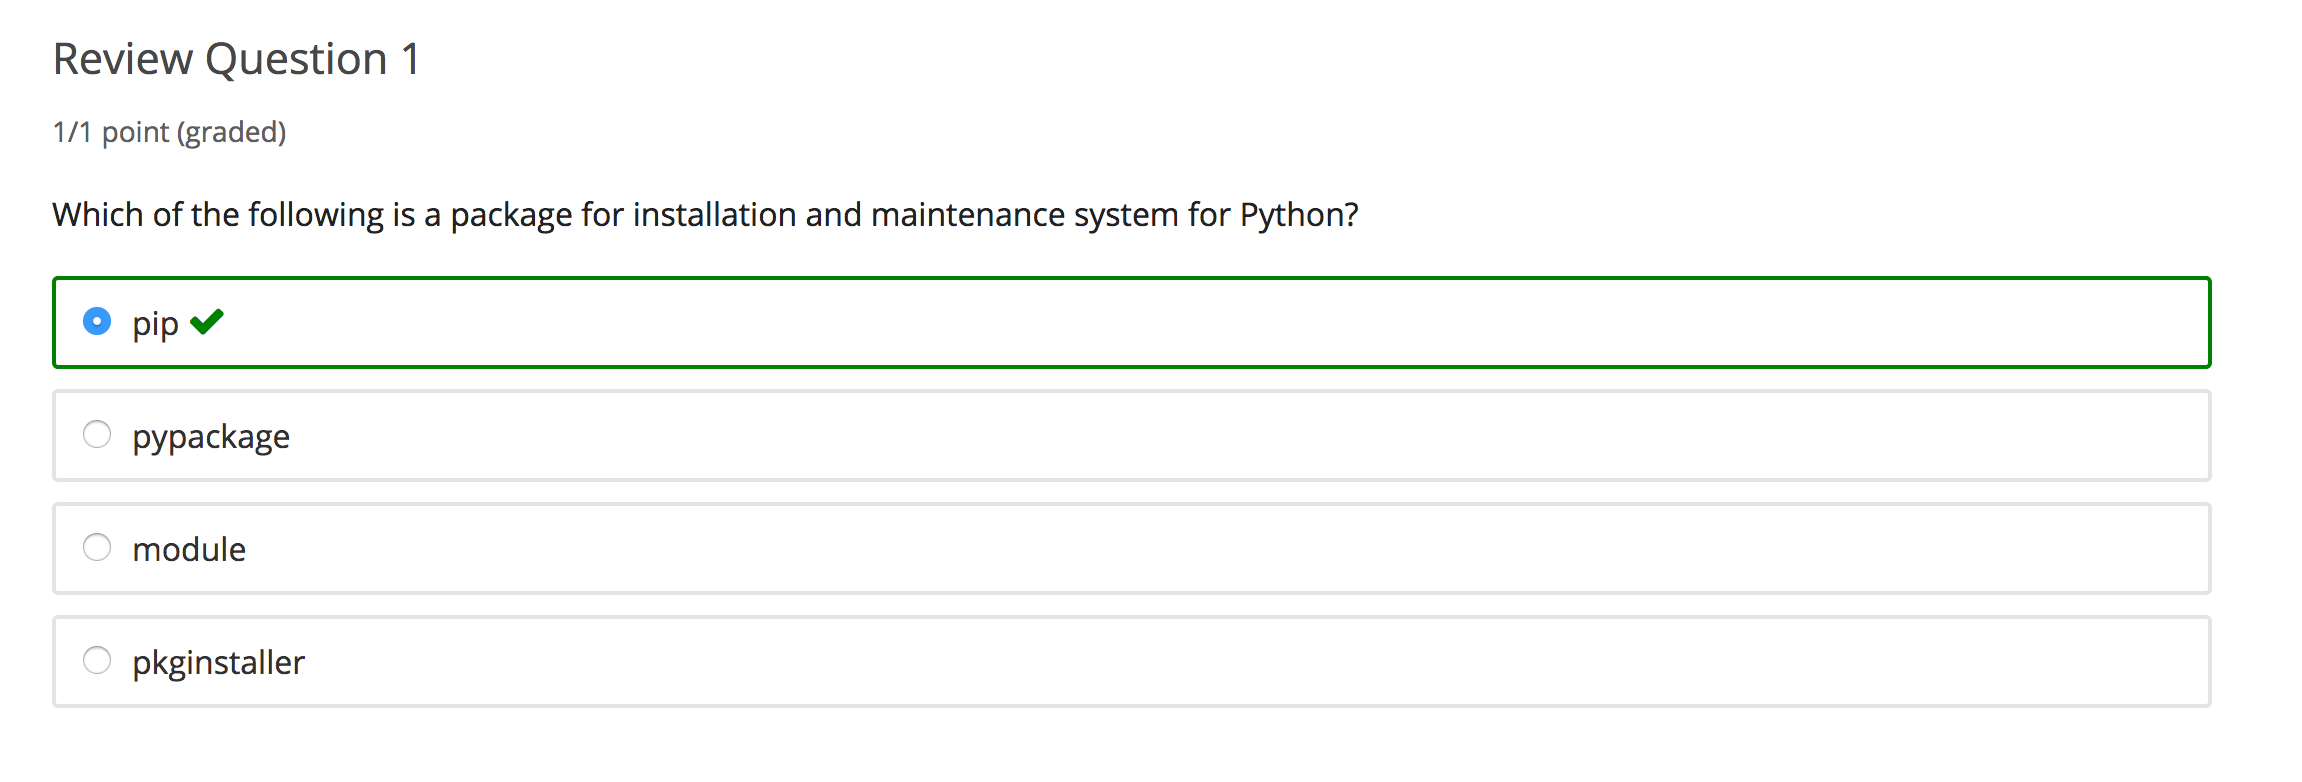 Review Question 1
1/1 point (graded)
Which of the following is a package for installation and maintenance system for Python?
pip
pypackage
module
pkginstaller